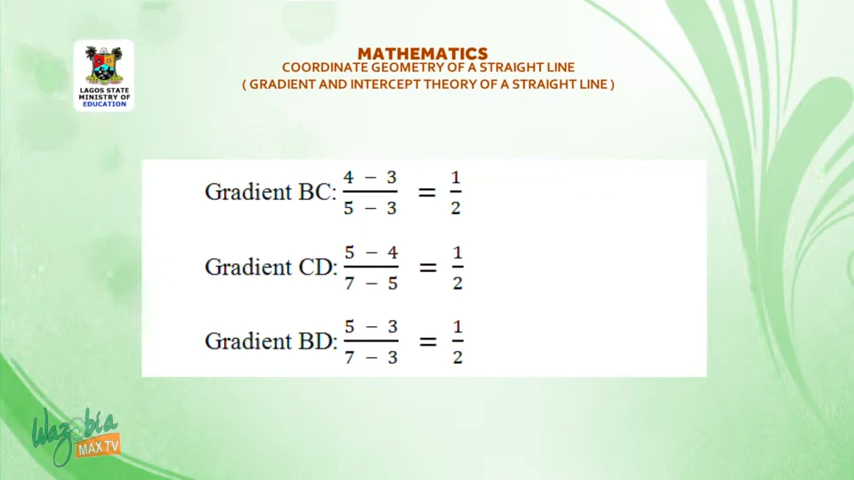 MATHEMATICS
COORDINATE GEOMETRY OF A STRAIGHT LINE
( GRADIENT AND INTERCEPT THEORY OF A STRAIGHT LINE )
LAGOS STATE
MINISTRY OF
EDUCATION
Gradient BC: (4 − 3)/(5 − 3) = 1/2
Gradient CD: (5 − 4)/(7 − 5) = 1/2
Gradient BD: (5 − 3)/(7 − 3) = 1/2
Wazobia
MAX TV